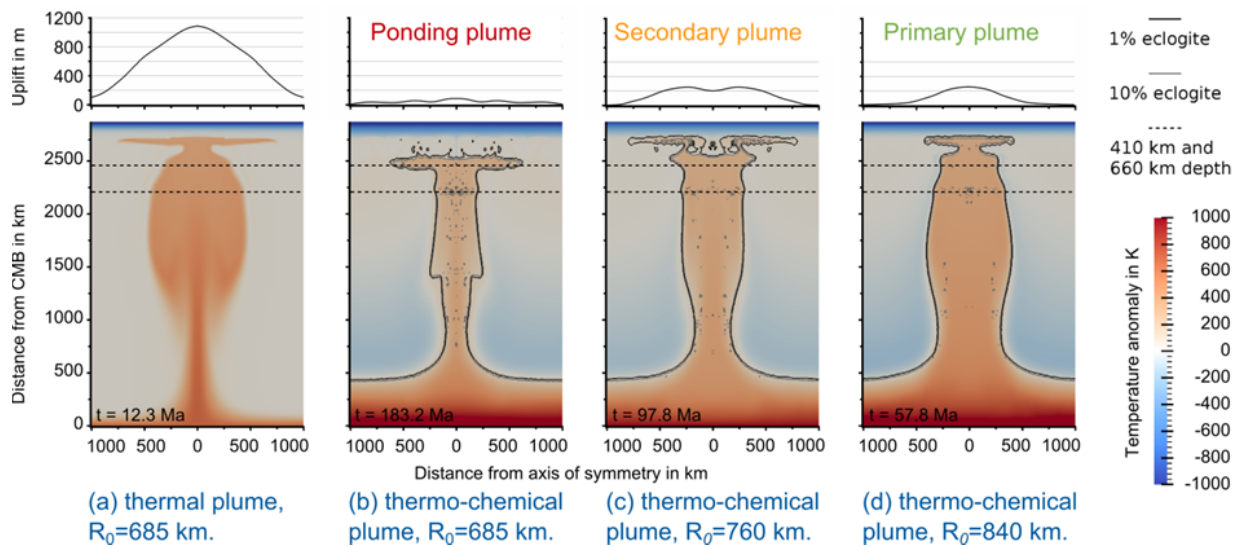 Uplift in m
1200
1000
800
600
400
200
0
Ponding plume
Secondary plume
Primary plume
1% eclogite
10% eclogite
410 km and
660 km depth
Distance from CMB in km
2500
2000
1500
1000
500
0
t = 12.3 Ma
t = 183.2 Ma
t = 97.8 Ma
t = 57.8 Ma
1000 500 0 500 1000
1000 500 0 500 1000
1000 500 0 500 1000
1000 500 0 500 1000
Distance from axis of symmetry in km
Temperature anomaly in K
1000
800
600
400
200
0
-200
-400
-600
-800
-1000
(a) thermal plume,
R₀=685 km.
(b) thermo-chemical
plume, R₀=685 km.
(c) thermo-chemical
plume, R₀=760 km.
(d) thermo-chemical
plume, R₀=840 km.